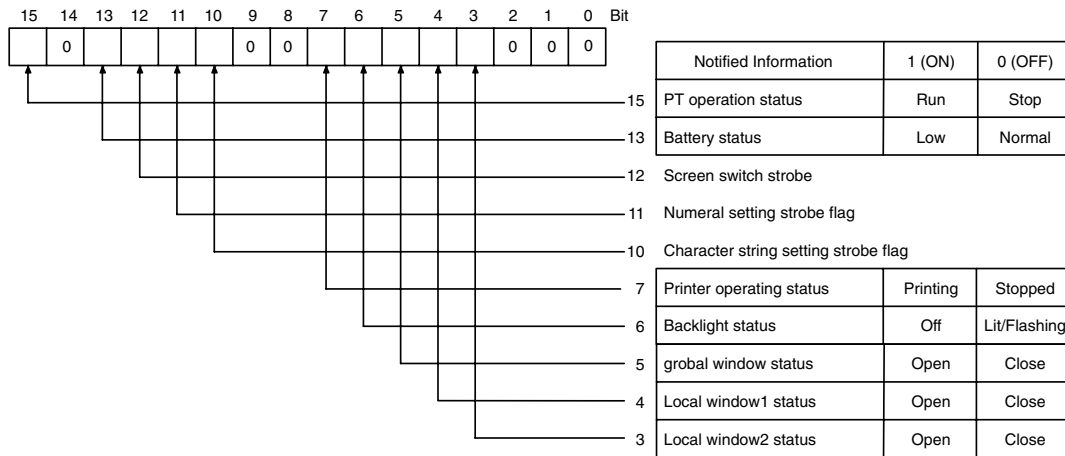 15 14 13 12 11 10 9 8 7 6 5 4 3 2 1 0 Bit
0 0 0 0 0 0
Notified Information 1 (ON) 0 (OFF)
15 PT operation status Run Stop
13 Battery status Low Normal
12 Screen switch strobe
11 Numeral setting strobe flag
10 Character string setting strobe flag
7 Printer operating status Printing Stopped
6 Backlight status Off Lit/Flashing
5 grobal window status Open Close
4 Local window1 status Open Close
3 Local window2 status Open Close